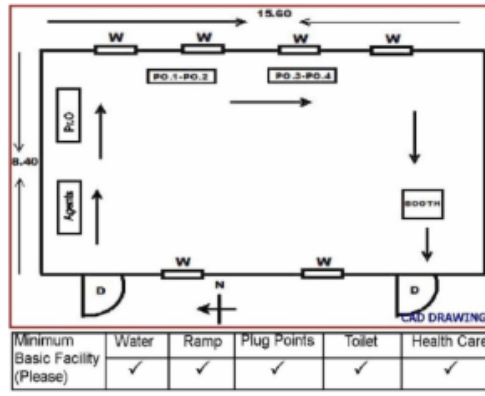 15.60
W W W W
PO.1-PO.2 PO.3-PO.4
Pr.O
8.40
Agents
BOOTH
W W
D N D
CAD DRAWING
Minimum Basic Facility (Please) Water Ramp Plug Points Toilet Health Care
✓ ✓ ✓ ✓ ✓